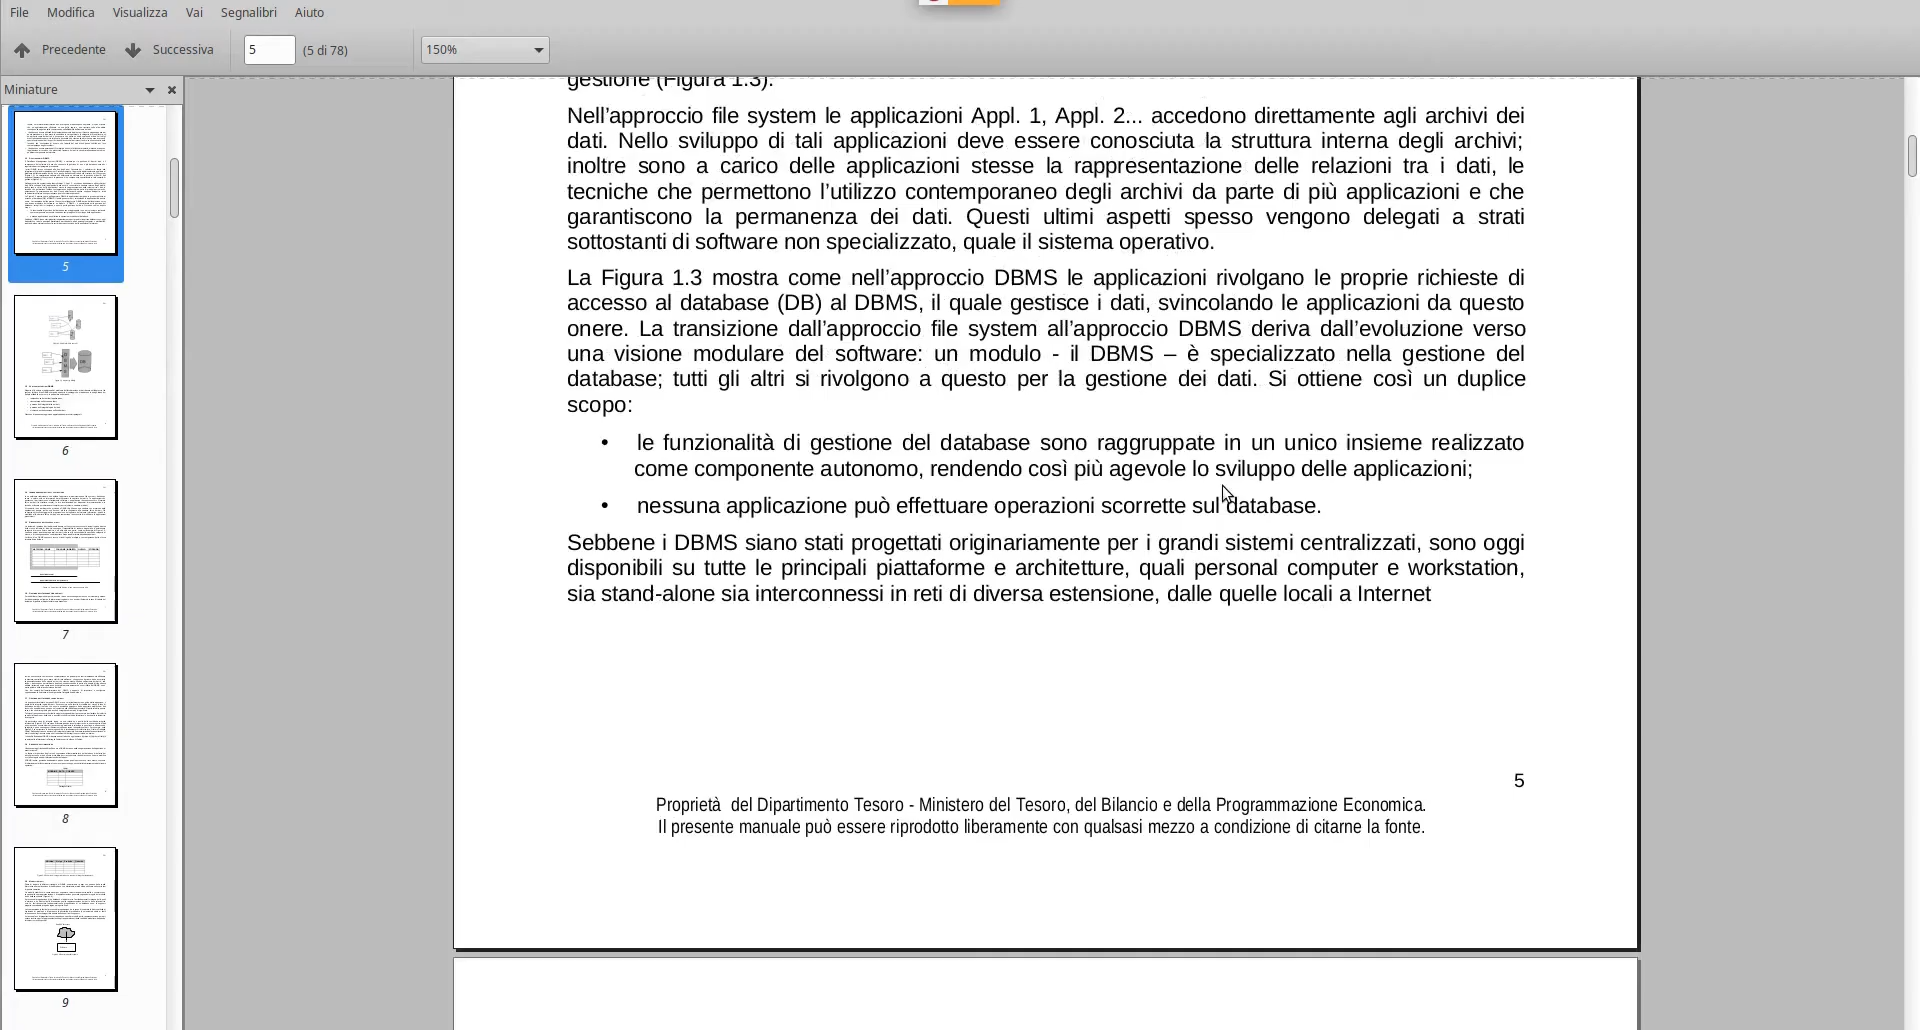 File Modifica Visualizza Vai Segnalibri Aiuto
Precedente Successiva 5 (5 di 78) 150%
Miniature
5
6
7
8
9
gestione (Figura 1.3).
Nell’approccio file system le applicazioni Appl. 1, Appl. 2... accedono direttamente agli archivi dei
dati. Nello sviluppo di tali applicazioni deve essere conosciuta la struttura interna degli archivi;
inoltre sono a carico delle applicazioni stesse la rappresentazione delle relazioni tra i dati, le
tecniche che permettono l’utilizzo contemporaneo degli archivi da parte di più applicazioni e che
garantiscono la permanenza dei dati. Questi ultimi aspetti spesso vengono delegati a strati
sottostanti di software non specializzato, quale il sistema operativo.
La Figura 1.3 mostra come nell’approccio DBMS le applicazioni rivolgano le proprie richieste di
accesso al database (DB) al DBMS, il quale gestisce i dati, svincolando le applicazioni da questo
onere. La transizione dall’approccio file system all’approccio DBMS deriva dall’evoluzione verso
una visione modulare del software: un modulo - il DBMS – è specializzato nella gestione del
database; tutti gli altri si rivolgono a questo per la gestione dei dati. Si ottiene così un duplice
scopo:
• le funzionalità di gestione del database sono raggruppate in un unico insieme realizzato
come componente autonomo, rendendo così più agevole lo sviluppo delle applicazioni;
• nessuna applicazione può effettuare operazioni scorrette sul database.
Sebbene i DBMS siano stati progettati originariamente per i grandi sistemi centralizzati, sono oggi
disponibili su tutte le principali piattaforme e architetture, quali personal computer e workstation,
sia stand-alone sia interconnessi in reti di diversa estensione, dalle quelle locali a Internet
5
Proprietà del Dipartimento Tesoro - Ministero del Tesoro, del Bilancio e della Programmazione Economica.
Il presente manuale può essere riprodotto liberamente con qualsasi mezzo a condizione di citarne la fonte.